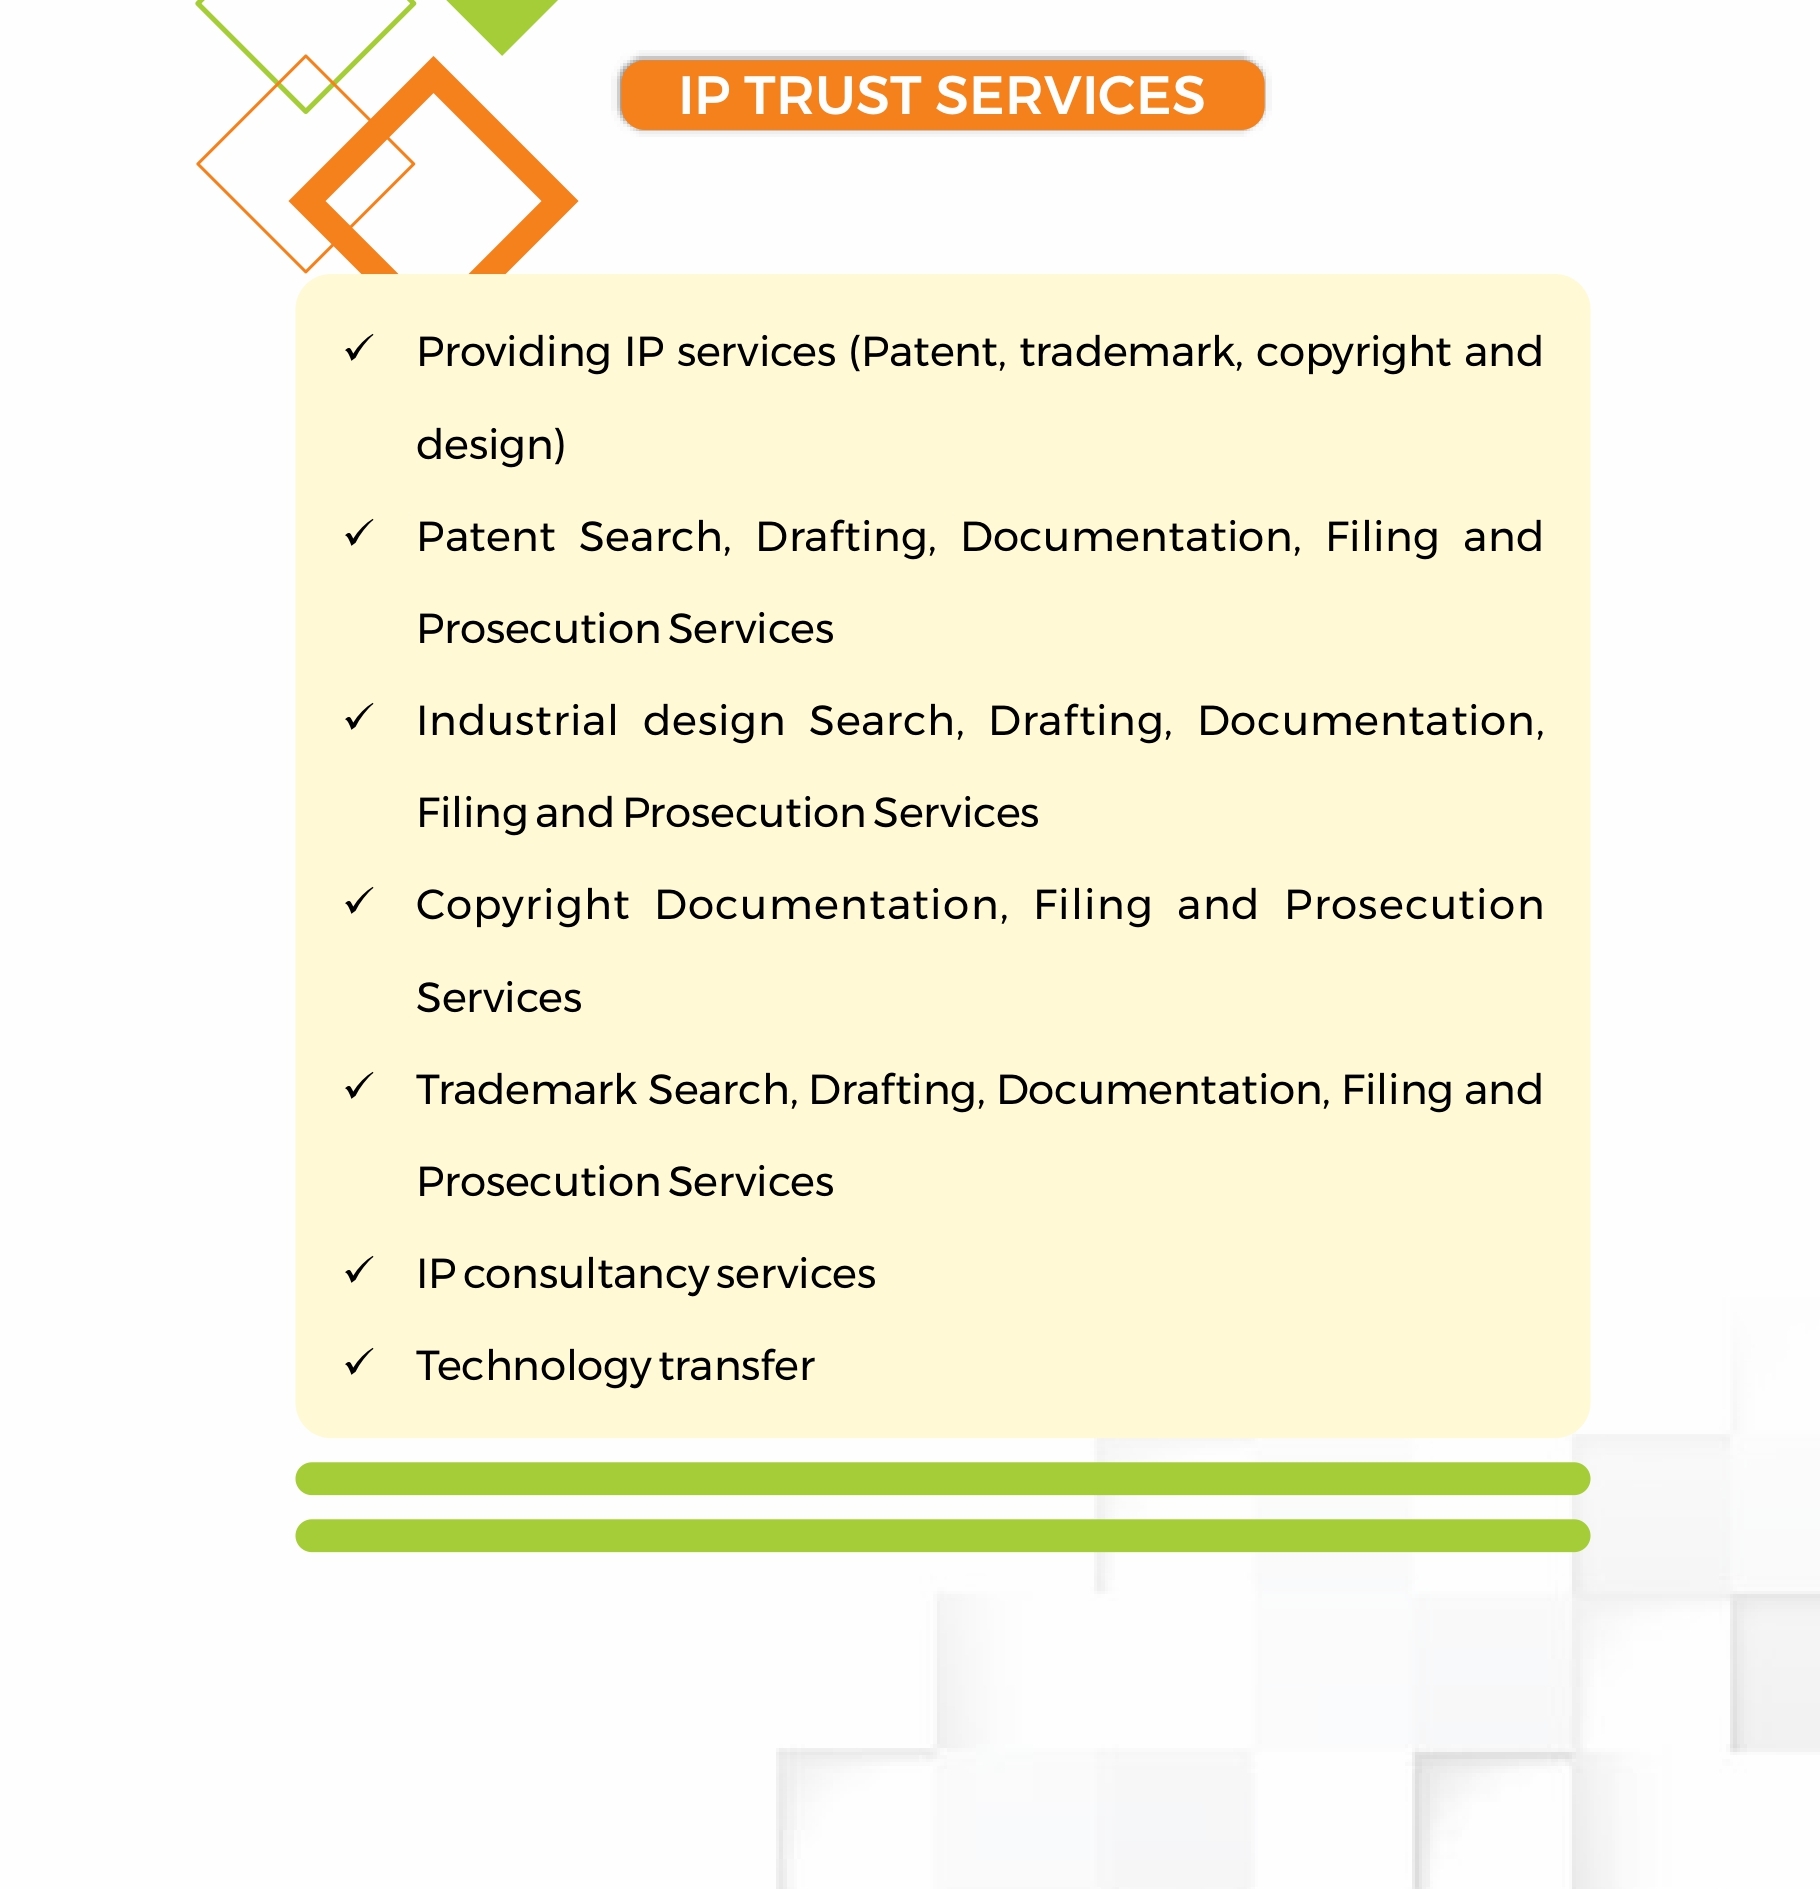 IP TRUST SERVICES
✓ Providing IP services (Patent, trademark, copyright and
design)
✓ Patent Search, Drafting, Documentation, Filing and
Prosecution Services
✓ Industrial design Search, Drafting, Documentation,
Filing and Prosecution Services
✓ Copyright Documentation, Filing and Prosecution
Services
✓ Trademark Search, Drafting, Documentation, Filing and
Prosecution Services
✓ IP consultancy services
✓ Technology transfer